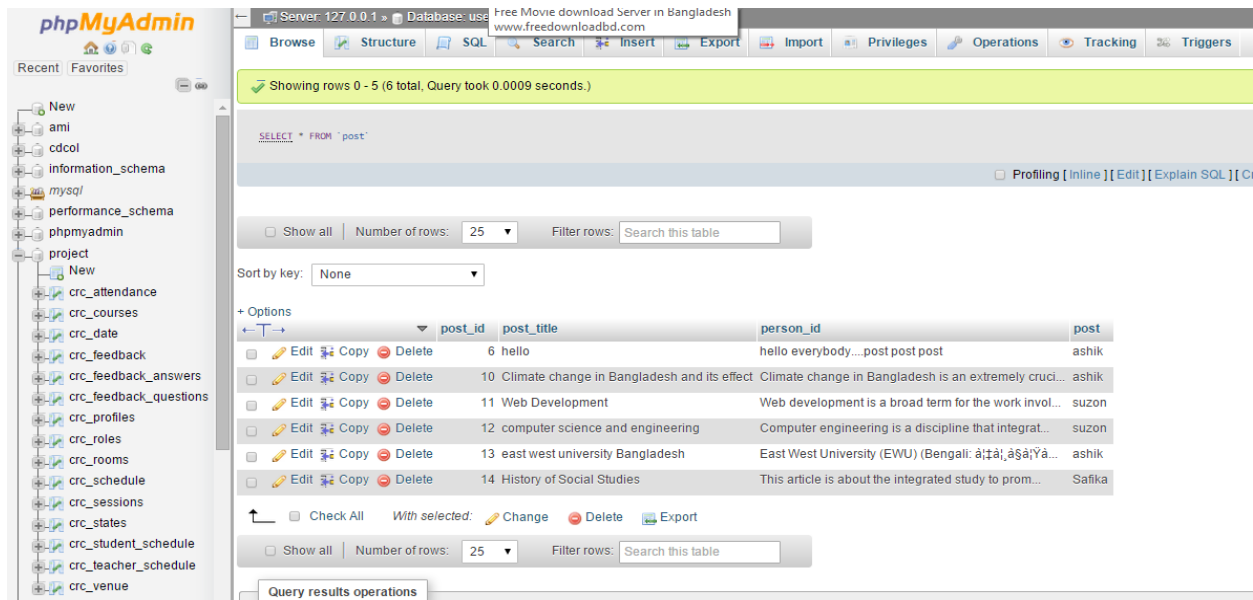 phpMyAdmin
Recent Favorites
New
ami
cdcol
information_schema
mysql
performance_schema
phpmyadmin
project
New
crc_attendance
crc_courses
crc_date
crc_feedback
crc_feedback_answers
crc_feedback_questions
crc_profiles
crc_roles
crc_rooms
crc_schedule
crc_sessions
crc_states
crc_student_schedule
crc_teacher_schedule
crc_venue
Server: 127.0.0.1 » Database: use
Free Movie download Server in Bangladesh
www.freedownloadbd.com
Browse Structure SQL Search Insert Export Import Privileges Operations Tracking Triggers
Showing rows 0 - 5 (6 total, Query took 0.0009 seconds.)
SELECT * FROM `post`
Profiling [ Inline ] [ Edit ] [ Explain SQL ] [ Cr
Show all Number of rows: 25 Filter rows: Search this table
Sort by key: None
+ Options
←T→ post_id post_title person_id post
Edit Copy Delete 6 hello hello everybody....post post post ashik
Edit Copy Delete 10 Climate change in Bangladesh and its effect Climate change in Bangladesh is an extremely cruci... ashik
Edit Copy Delete 11 Web Development Web development is a broad term for the work invol... suzon
Edit Copy Delete 12 computer science and engineering Computer engineering is a discipline that integrat... suzon
Edit Copy Delete 13 east west university Bangladesh East West University (EWU) (Bengali: ashik
Edit Copy Delete 14 History of Social Studies This article is about the integrated study to prom... Safika
Check All With selected: Change Delete Export
Show all Number of rows: 25 Filter rows: Search this table
Query results operations